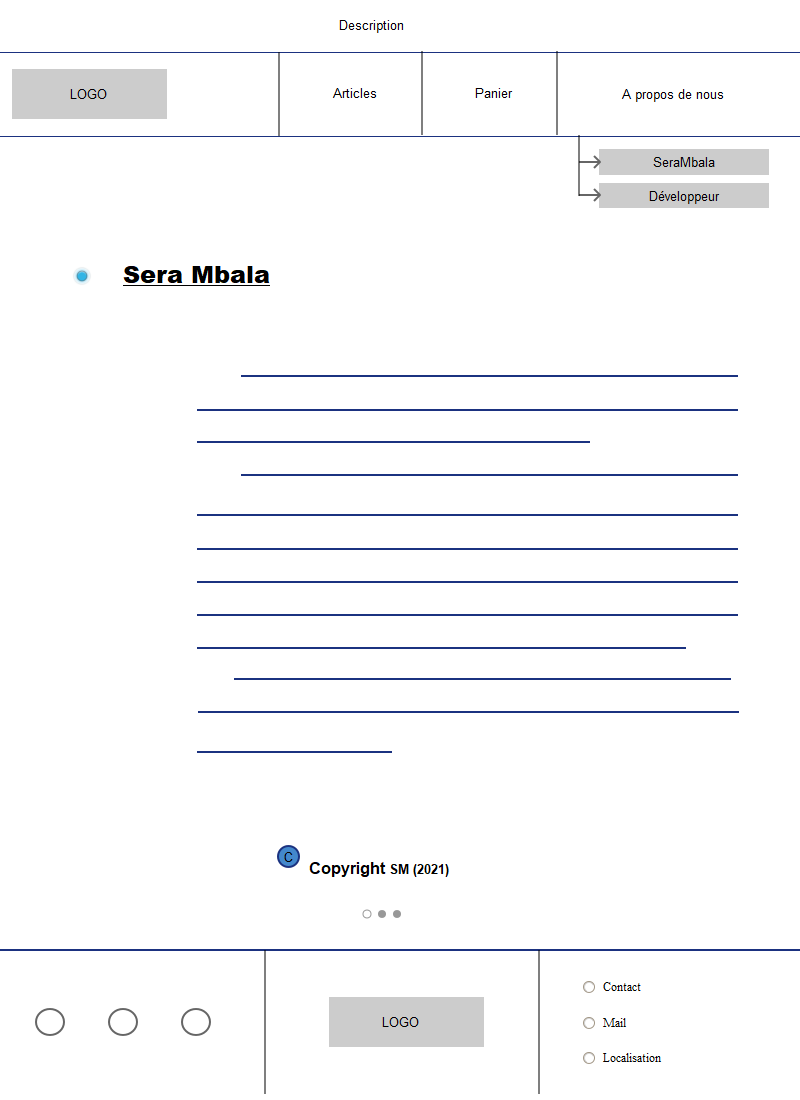 Description
LOGO
Articles
Panier
A propos de nous
SeraMbala
Développeur
Sera Mbala
C
Copyright SM (2021)
LOGO
Contact
Mail
Localisation